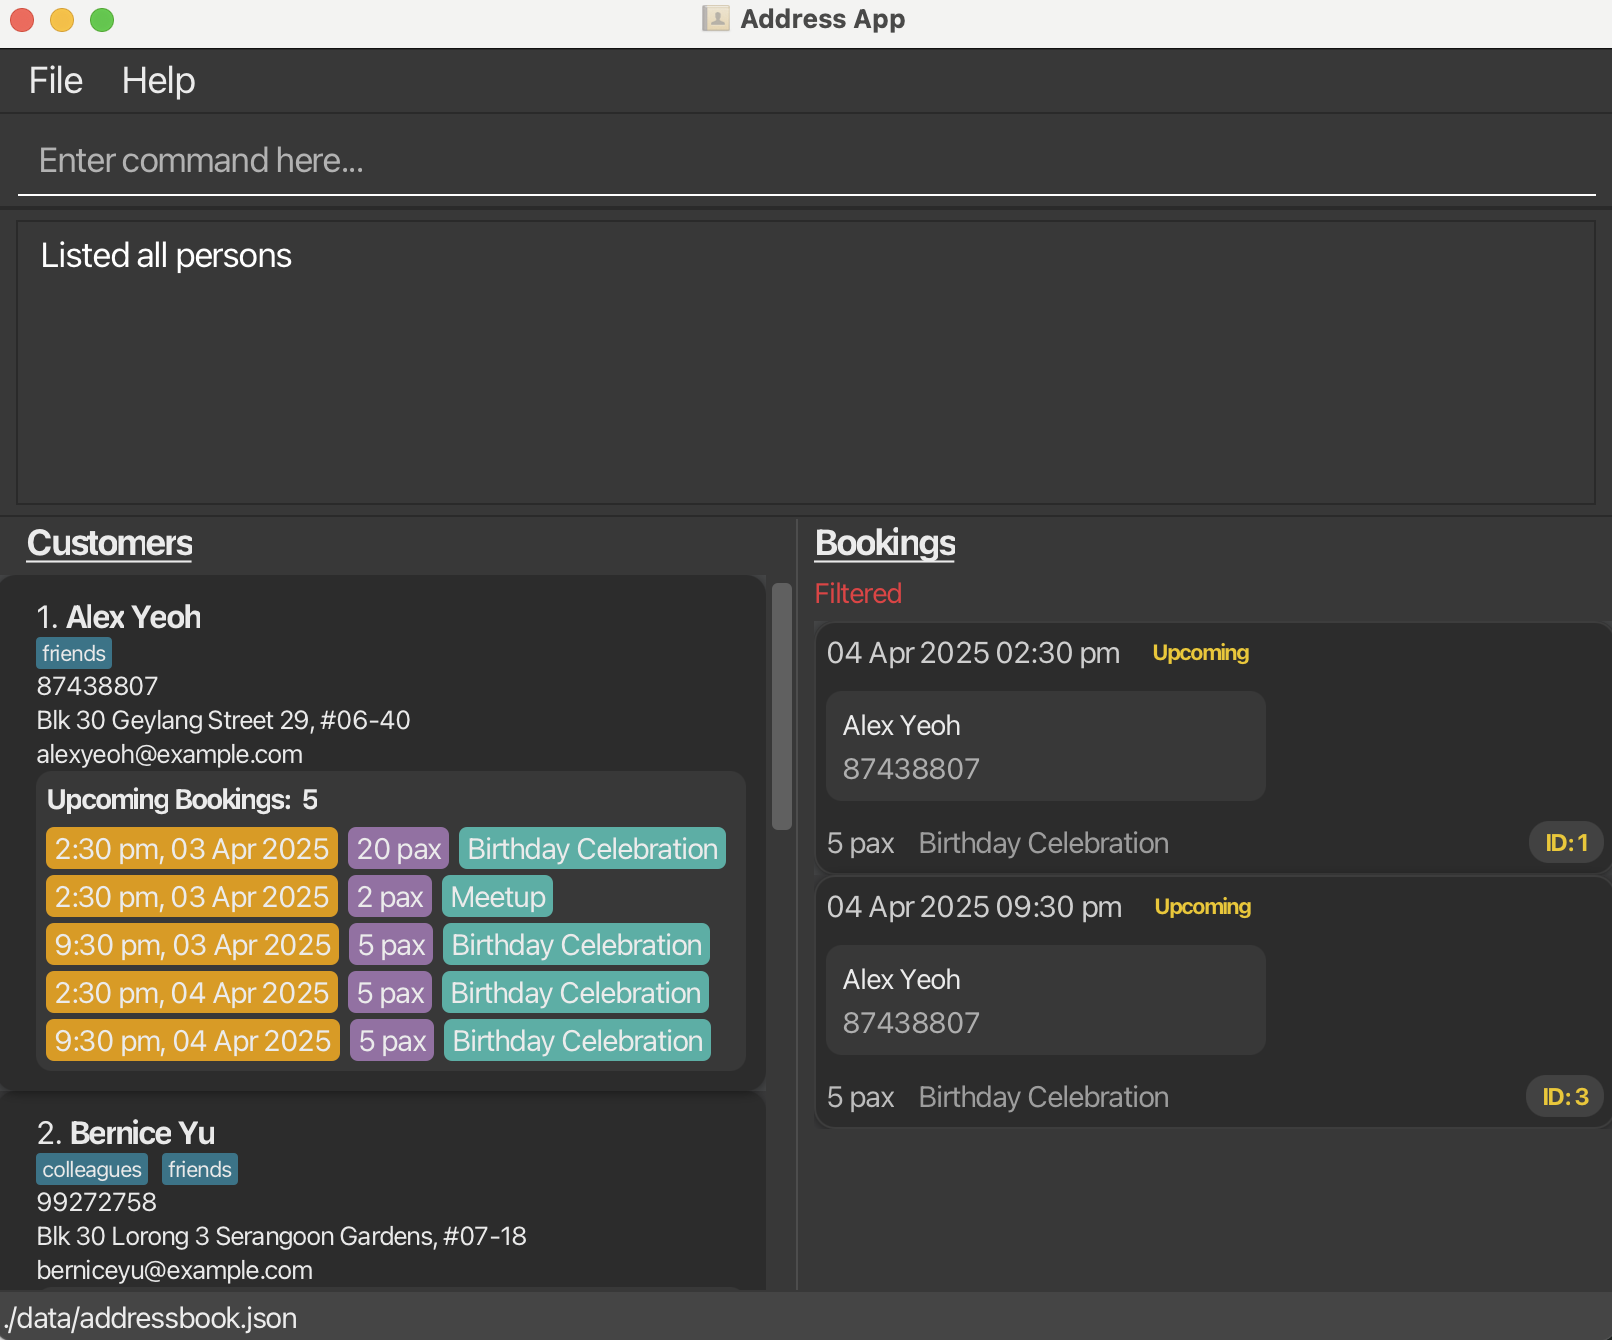 Address App
File Help
Enter command here...
Listed all persons
Customers
1. Alex Yeoh
friends
87438807
Blk 30 Geylang Street 29, #06-40
alexyeoh@example.com
Upcoming Bookings: 5
2:30 pm, 03 Apr 2025 20 pax Birthday Celebration
2:30 pm, 03 Apr 2025 2 pax Meetup
9:30 pm, 03 Apr 2025 5 pax Birthday Celebration
2:30 pm, 04 Apr 2025 5 pax Birthday Celebration
9:30 pm, 04 Apr 2025 5 pax Birthday Celebration
2. Bernice Yu
colleagues friends
99272758
Blk 30 Lorong 3 Serangoon Gardens, #07-18
berniceyu@example.com
Bookings
Filtered
04 Apr 2025 02:30 pm Upcoming
Alex Yeoh
87438807
5 pax Birthday Celebration ID: 1
04 Apr 2025 09:30 pm Upcoming
Alex Yeoh
87438807
5 pax Birthday Celebration ID: 3
./data/addressbook.json